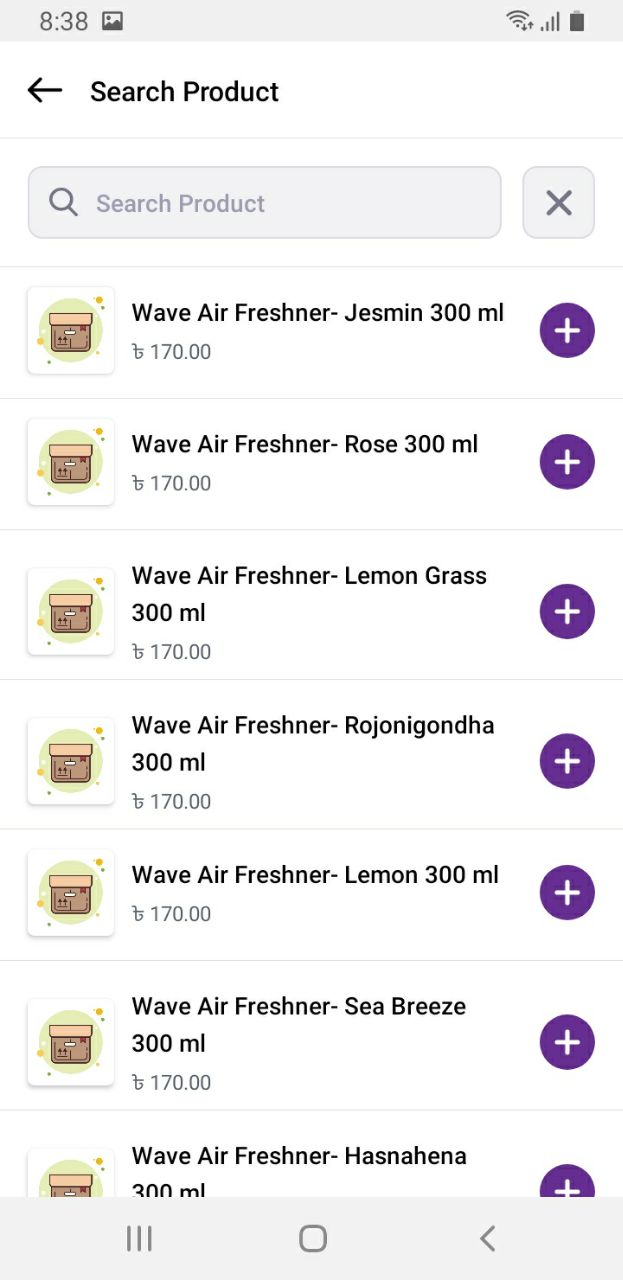 8:38
Search Product
Search Product
Wave Air Freshner- Jesmin 300 ml
৳ 170.00
Wave Air Freshner- Rose 300 ml
৳ 170.00
Wave Air Freshner- Lemon Grass
300 ml
৳ 170.00
Wave Air Freshner- Rojonigondha
300 ml
৳ 170.00
Wave Air Freshner- Lemon 300 ml
৳ 170.00
Wave Air Freshner- Sea Breeze
300 ml
৳ 170.00
Wave Air Freshner- Hasnahena
300 ml